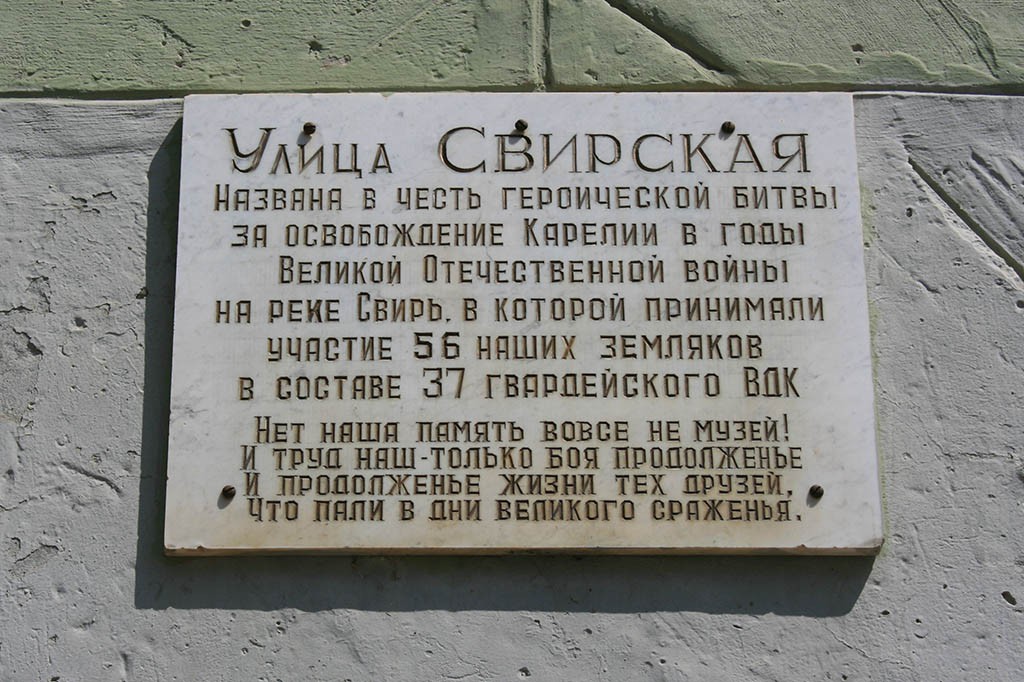 Улица Свирская
Названа в честь героической битвы
за освобождение Карелии в годы
Великой Отечественной войны
на реке Свирь, в которой принимали
участие 56 наших земляков
в составе 37 гвардейского ВДК
Нет наша память вовсе не музей!
И труд наш-только боя продолженье
И продолженье жизни тех друзей,
Что пали в дни великого сраженья.